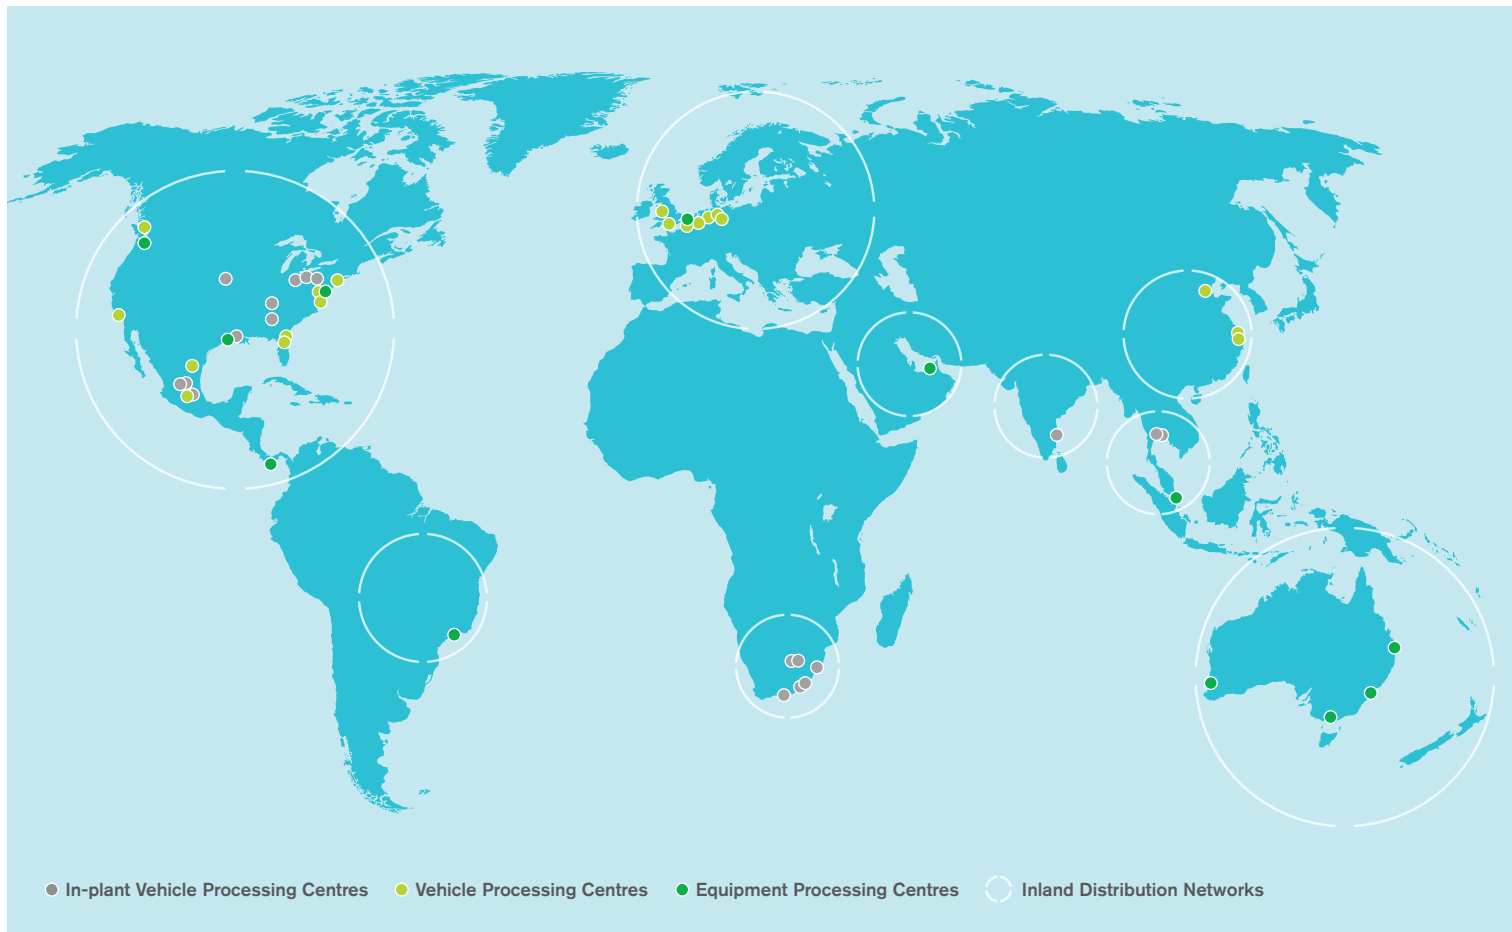 In-plant Vehicle Processing Centres Vehicle Processing Centres Equipment Processing Centres Inland Distribution Networks